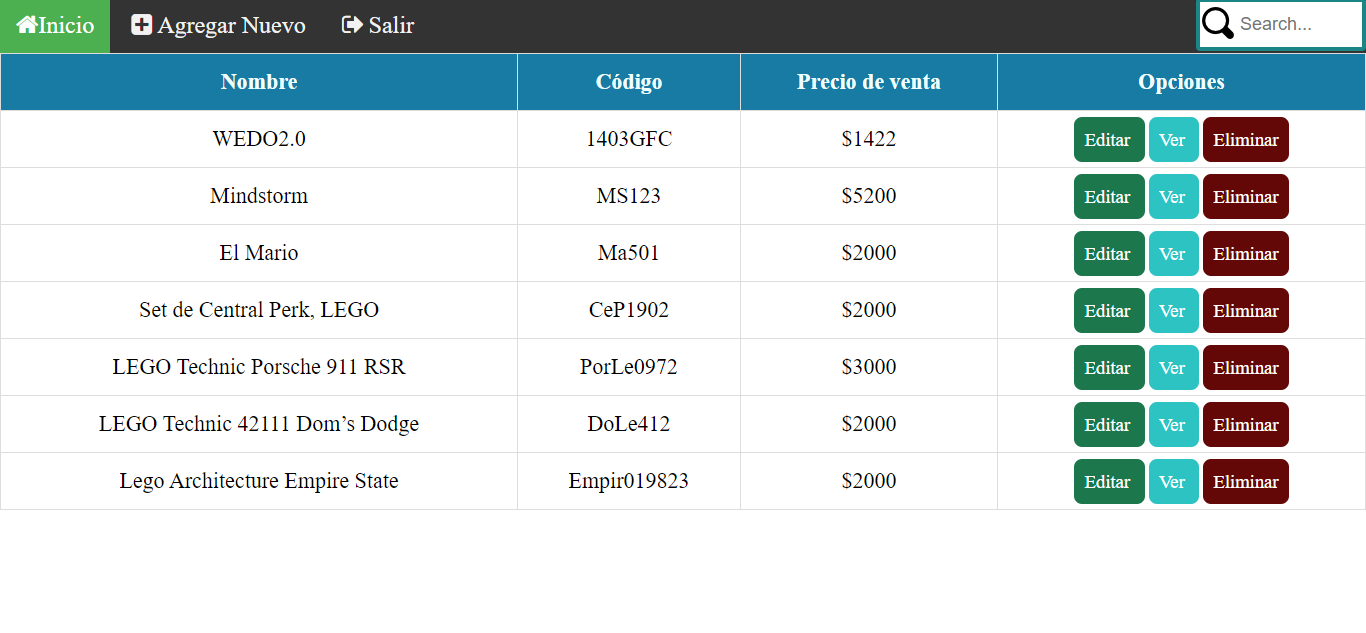 Inicio Agregar Nuevo Salir Search...
Nombre Código Precio de venta Opciones
WEDO2.0 1403GFC $1422 Editar Ver Eliminar
Mindstorm MS123 $5200 Editar Ver Eliminar
El Mario Ma501 $2000 Editar Ver Eliminar
Set de Central Perk, LEGO CeP1902 $2000 Editar Ver Eliminar
LEGO Technic Porsche 911 RSR PorLe0972 $3000 Editar Ver Eliminar
LEGO Technic 42111 Dom’s Dodge DoLe412 $2000 Editar Ver Eliminar
Lego Architecture Empire State Empir019823 $2000 Editar Ver Eliminar